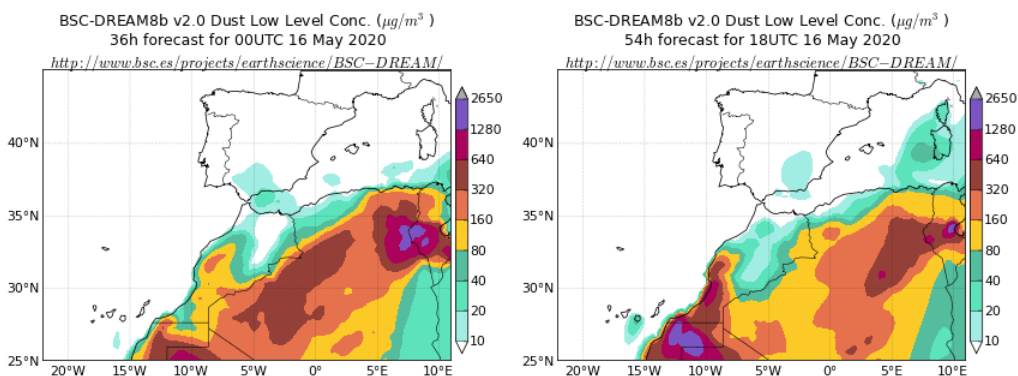 BSC-DREAM8b v2.0 Dust Low Level Conc. (μg/m³ )
36h forecast for 00UTC 16 May 2020
http://www.bsc.es/projects/earthscience/BSC−DREAM/
40°N
35°N
30°N
25°N
20°W
15°W
10°W
5°W
0°
5°E
10°E
2650
1280
640
320
160
80
40
20
10
BSC-DREAM8b v2.0 Dust Low Level Conc. (μg/m³ )
54h forecast for 18UTC 16 May 2020
http://www.bsc.es/projects/earthscience/BSC−DREAM/
40°N
35°N
30°N
25°N
20°W
15°W
10°W
5°W
0°
5°E
10°E
2650
1280
640
320
160
80
40
20
10